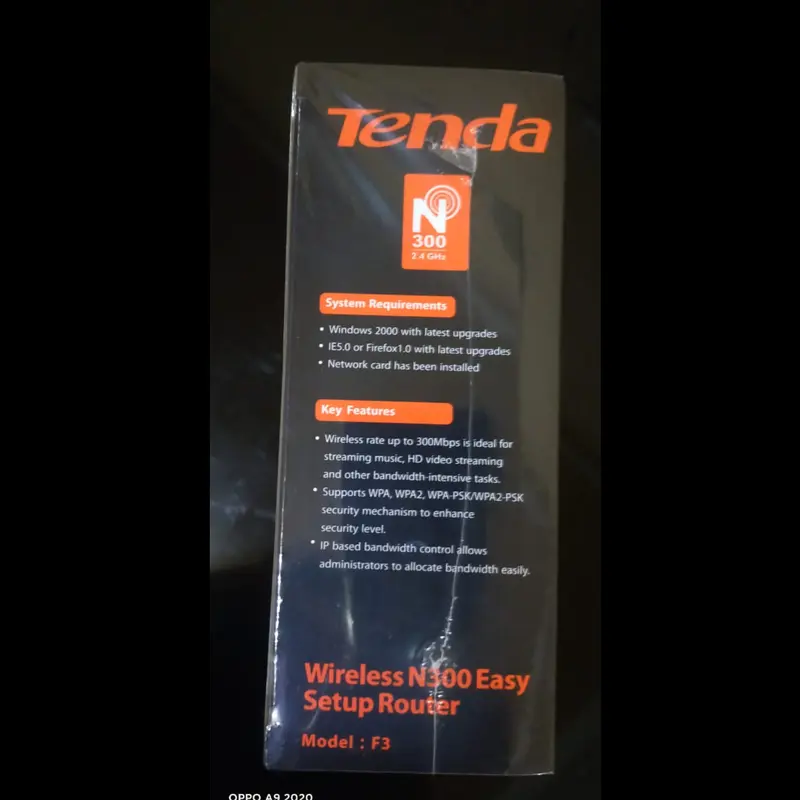 Tenda
N
300
2.4 GHz
System Requirements
• Windows 2000 with latest upgrades
• IE5.0 or Firefox1.0 with latest upgrades
• Network card has been installed
Key Features
• Wireless rate up to 300Mbps is ideal for
streaming music, HD video streaming
and other bandwidth-intensive tasks.
• Supports WPA, WPA2, WPA-PSK/WPA2-PSK
security mechanism to enhance
security level.
• IP based bandwidth control allows
administrators to allocate bandwidth easily.
Wireless N300 Easy
Setup Router
Model : F3
OPPO A9 2020